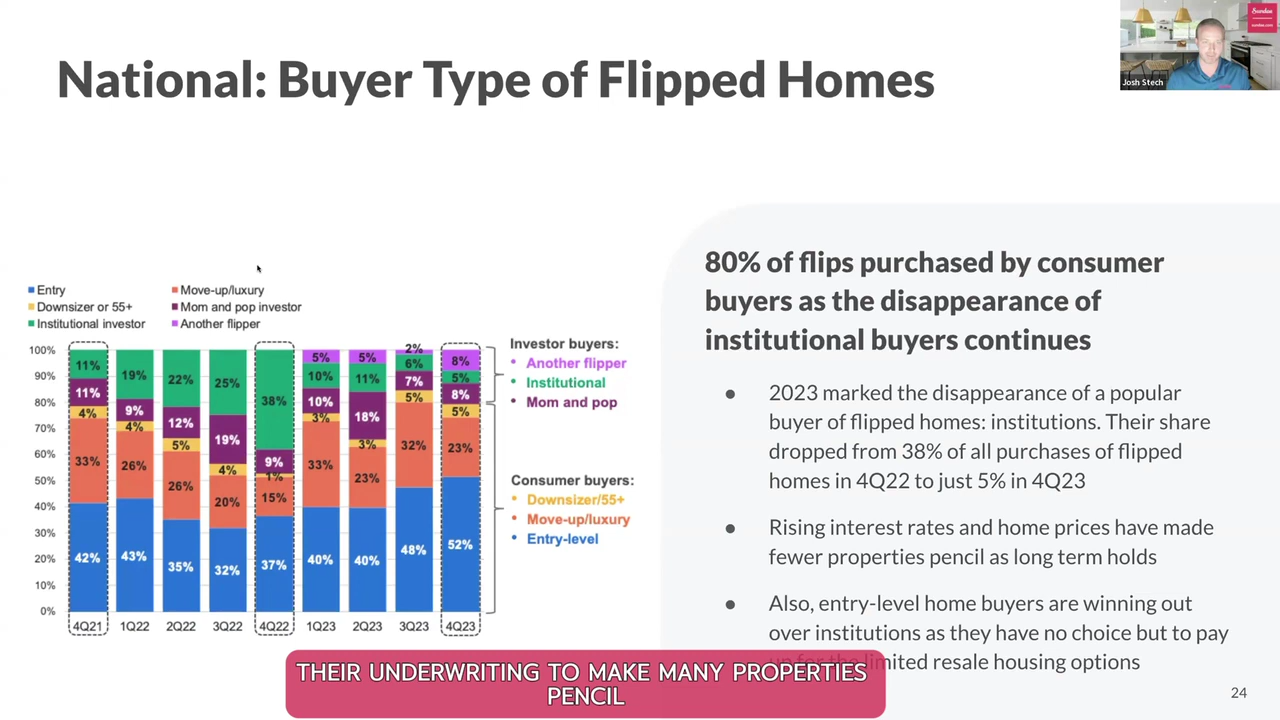 National: Buyer Type of Flipped Homes
Sundae
sundae.com
Josh Stech
Entry
Move-up/luxury
Downsizer or 55+
Mom and pop investor
Institutional investor
Another flipper
100%
90%
80%
70%
60%
50%
40%
30%
20%
10%
0%
11%
11%
4%
33%
42%
4Q21
19%
9%
4%
26%
43%
1Q22
22%
12%
5%
26%
35%
2Q22
25%
19%
4%
20%
32%
3Q22
38%
9%
1%
15%
37%
4Q22
5%
10%
10%
3%
33%
40%
1Q23
5%
11%
18%
3%
23%
40%
2Q23
2%
6%
7%
5%
32%
48%
3Q23
8%
5%
8%
5%
23%
52%
4Q23
Investor buyers:
• Another flipper
• Institutional
• Mom and pop
Consumer buyers:
• Downsizer/55+
• Move-up/luxury
• Entry-level
80% of flips purchased by consumer
buyers as the disappearance of
institutional buyers continues
● 2023 marked the disappearance of a popular
buyer of flipped homes: institutions. Their share
dropped from 38% of all purchases of flipped
homes in 4Q22 to just 5% in 4Q23
● Rising interest rates and home prices have made
fewer properties pencil as long term holds
● Also, entry-level home buyers are winning out
over institutions as they have no choice but to pay
up for the limited resale housing options
THEIR UNDERWRITING TO MAKE MANY PROPERTIES
PENCIL
24